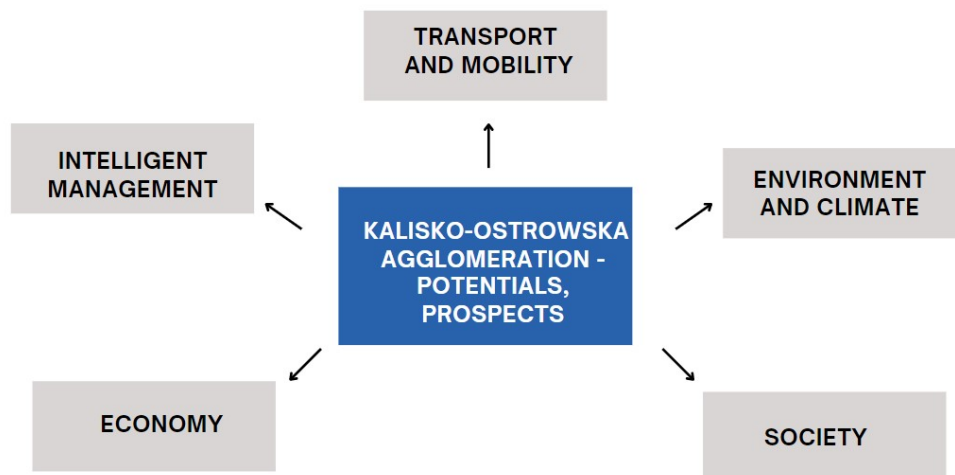 TRANSPORT
AND MOBILITY
INTELLIGENT
MANAGEMENT
ENVIRONMENT
AND CLIMATE
KALISKO-OSTROWSKA
AGGLOMERATION -
POTENTIALS,
PROSPECTS
ECONOMY
SOCIETY